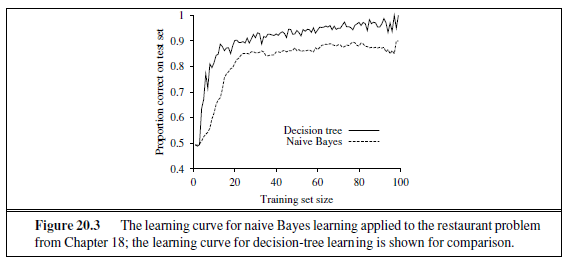 1
0.9
0.8
0.7
0.6
0.5
0.4
Proportion correct on test set
Decision tree
Naive Bayes
0 20 40 60 80 100
Training set size
Figure 20.3 The learning curve for naive Bayes learning applied to the restaurant problem
from Chapter 18; the learning curve for decision-tree learning is shown for comparison.